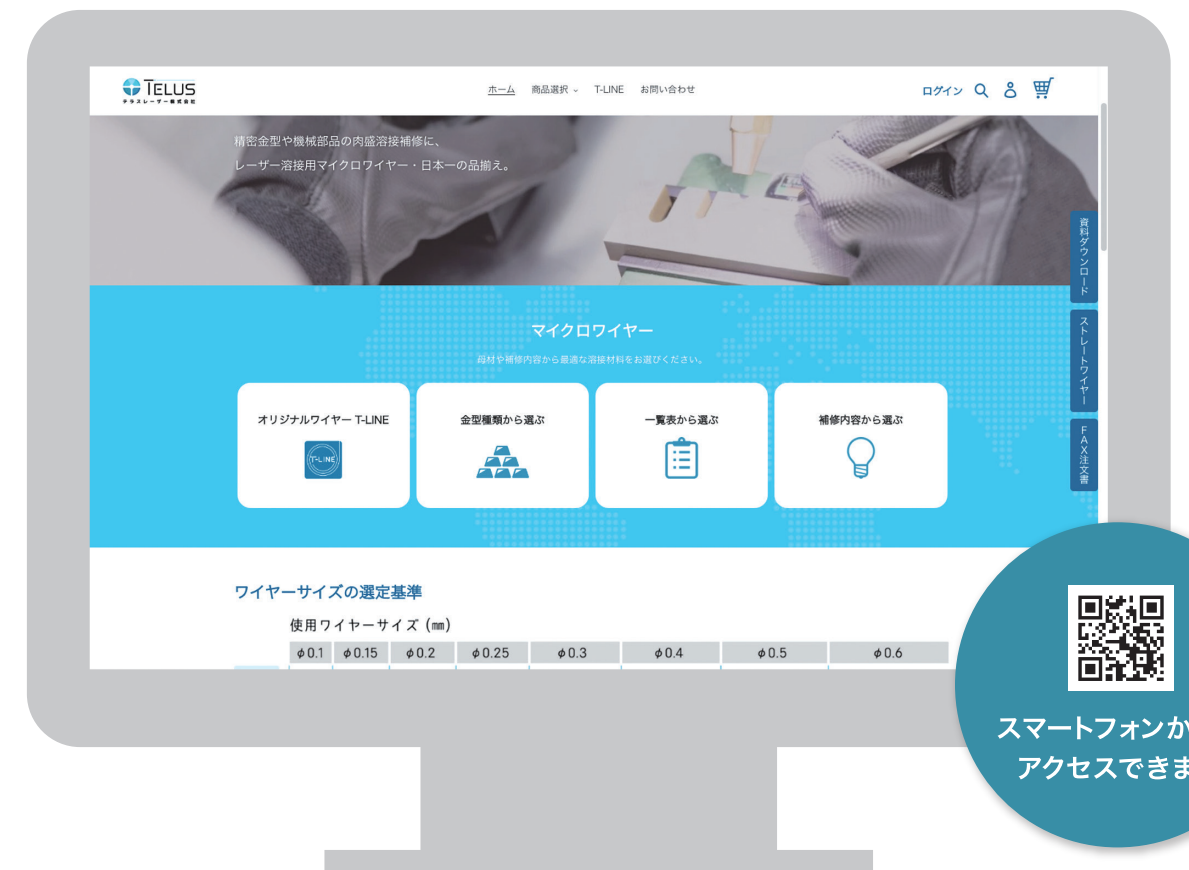 TELUS
テラスレーザー株式会社
ホーム 商品選択 T-LINE お問い合わせ
ログイン
精密金型や機械部品の肉盛溶接補修に、
レーザー溶接用マイクロワイヤー・日本一の品揃え。
資料ダウンロード
ストレートワイヤー
FAX注文書
マイクロワイヤー
母材や補修内容から最適な溶接材料をお選びください。
オリジナルワイヤー T-LINE
T-LINE
金型種類から選ぶ
一覧表から選ぶ
補修内容から選ぶ
ワイヤーサイズの選定基準
使用ワイヤーサイズ (㎜)
φ0.1 φ0.15 φ0.2 φ0.25 φ0.3 φ0.4 φ0.5 φ0.6
スマートフォンか
アクセスできま